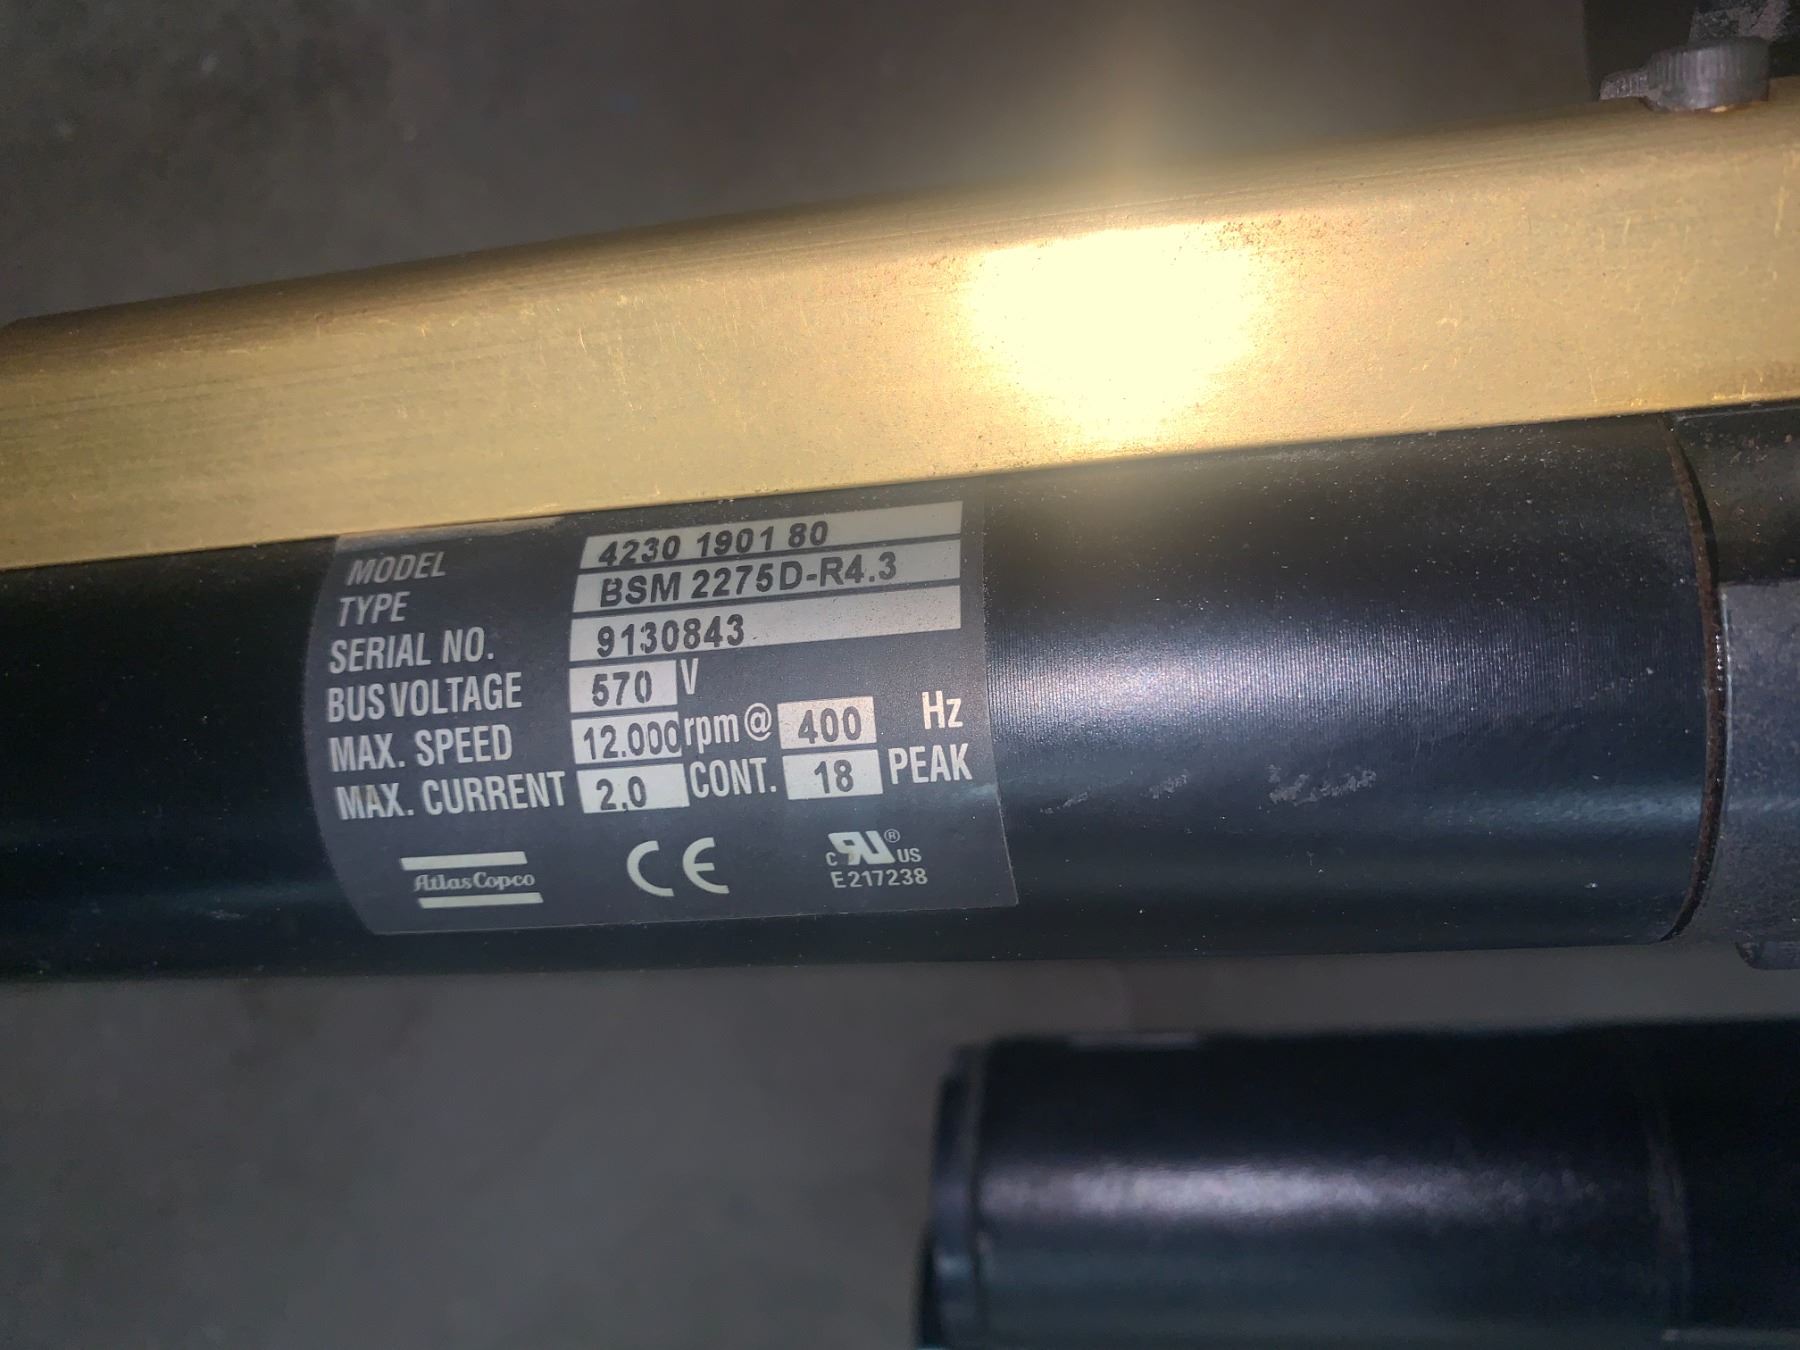 MODEL 4230 1901 80
TYPE BSM 2275D-R4.3
SERIAL NO. 9130843
BUS VOLTAGE 570 V
MAX. SPEED 12.000 rpm @ 400 Hz
MAX. CURRENT 2,0 CONT. 18 PEAK
Atlas Copco CE c RU ® US
E217238